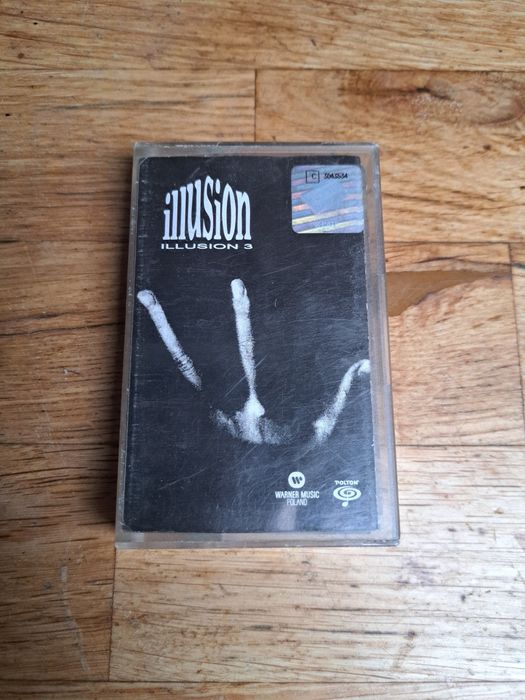 illusion
ILLUSION 3
C
WARNER MUSIC
POLAND
POLTON